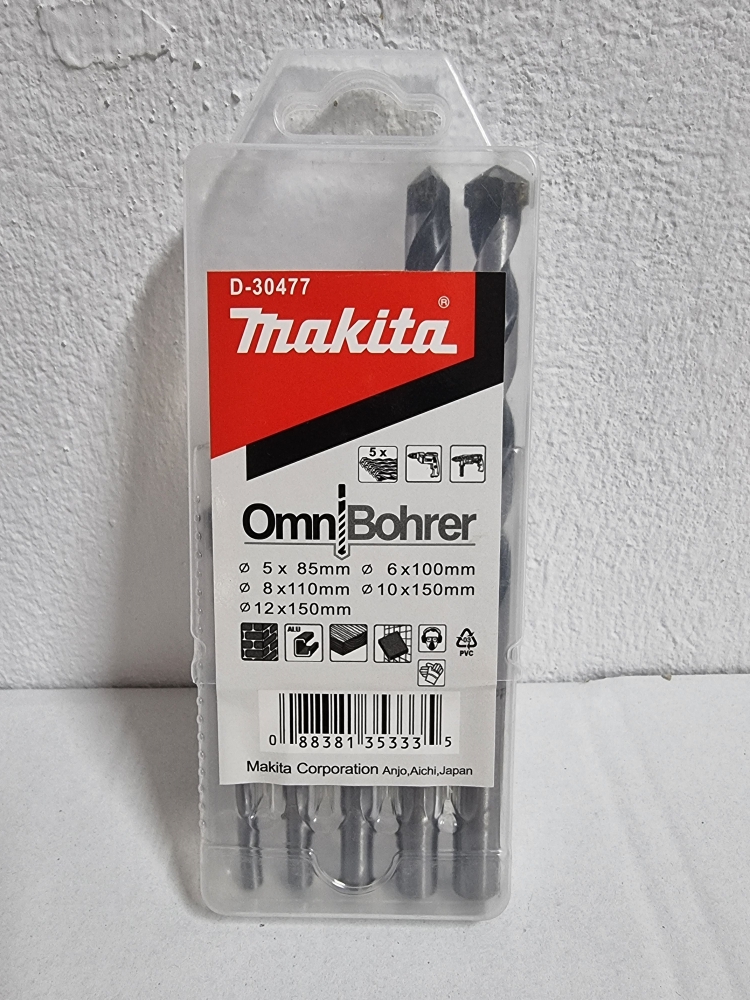 D-30477
makita®
5 x
OmniBohrer
Ø 5 x 85mm Ø 6x100mm
Ø 8x110mm Ø 10x150mm
Ø 12x150mm
ALU
03
PVC
0 88381 35333 5
Makita Corporation Anjo,Aichi,Japan